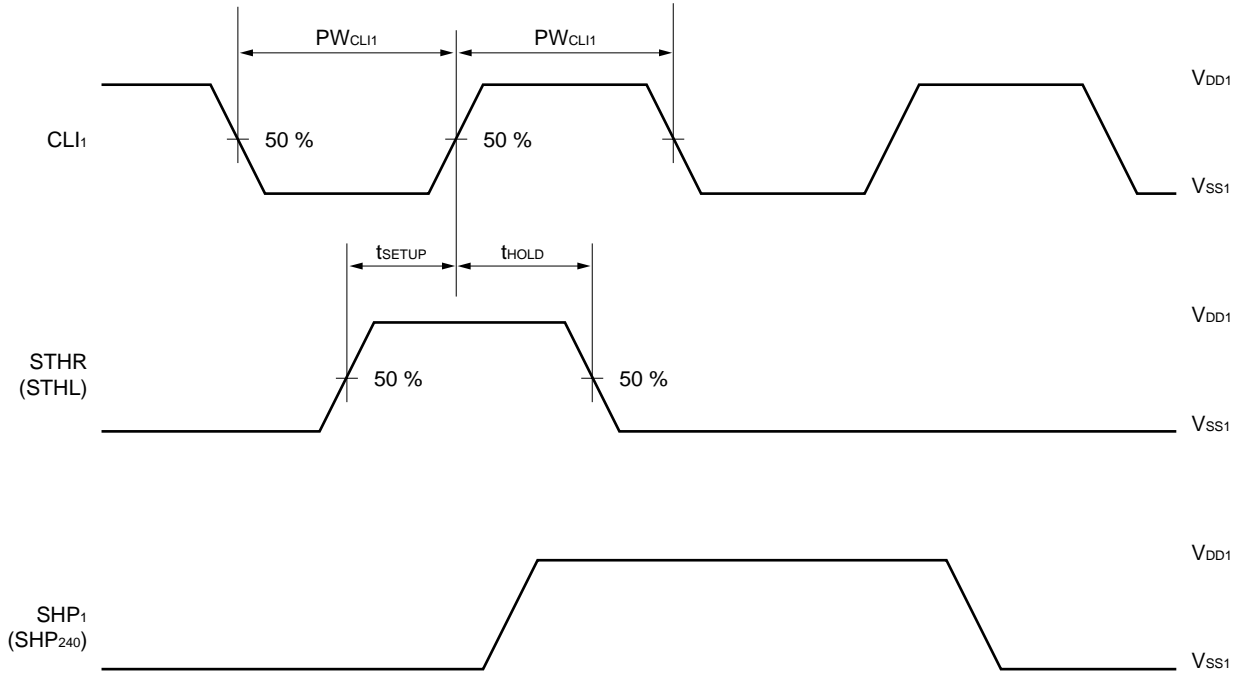 PWCLI1 PWCLI1
VDD1
CLI1 50 % 50 %
VSS1
tSETUP tHOLD
VDD1
STHR
(STHL)
50 % 50 %
VSS1
VDD1
SHP1
(SHP240)
VSS1